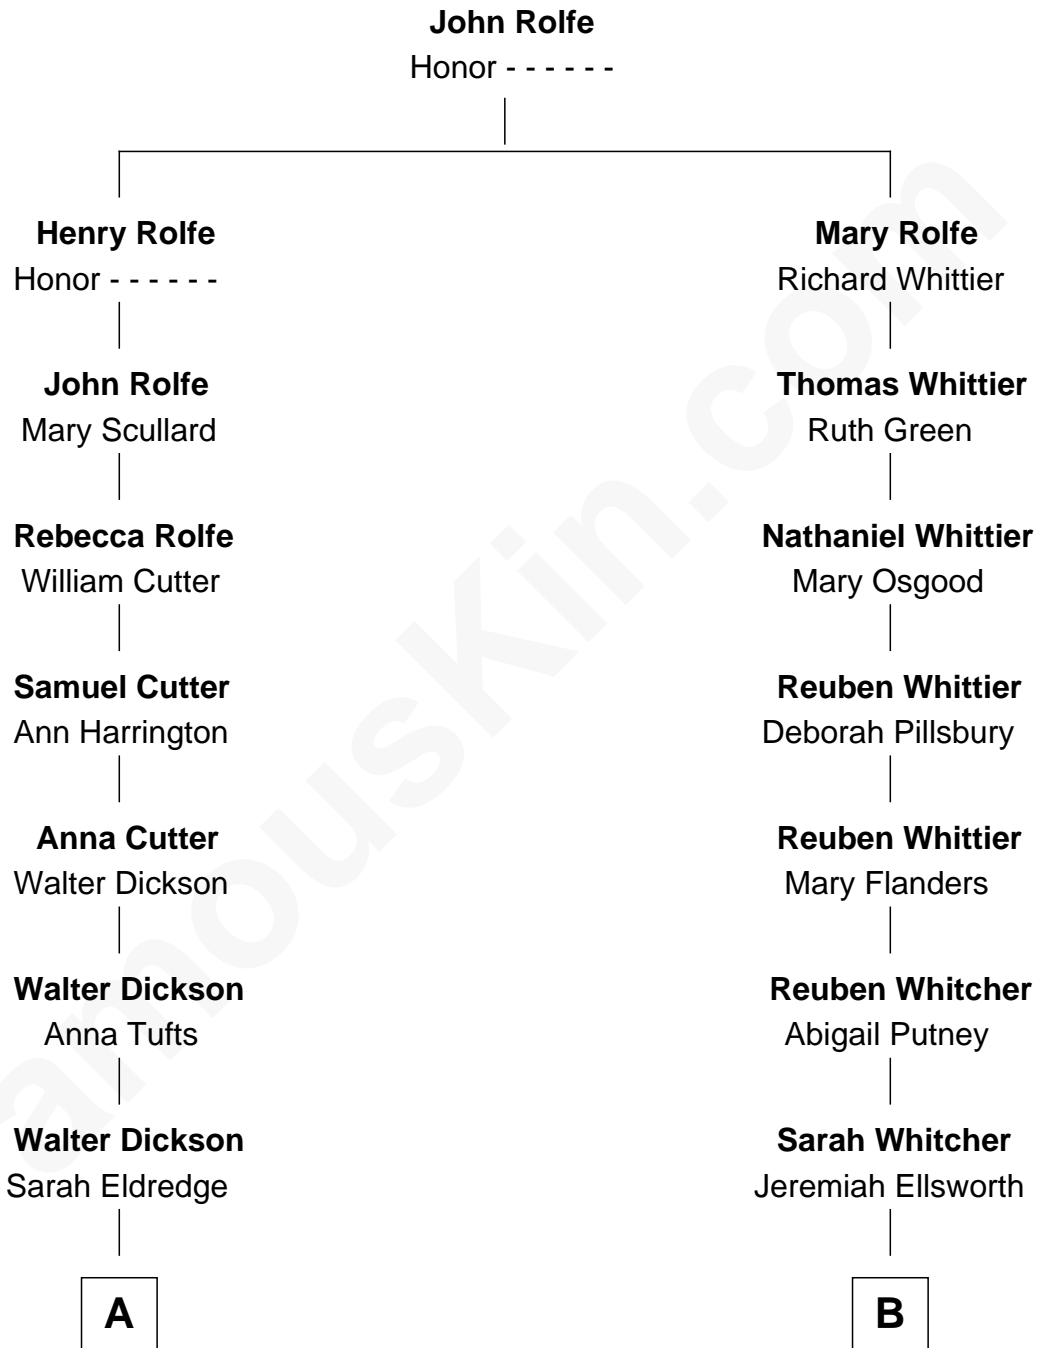 John Rolfe
Honor - - - - - -
Henry Rolfe
Honor - - - - - -
Mary Rolfe
Richard Whittier
John Rolfe
Mary Scullard
Thomas Whittier
Ruth Green
Rebecca Rolfe
William Cutter
Nathaniel Whittier
Mary Osgood
Samuel Cutter
Ann Harrington
Reuben Whittier
Deborah Pillsbury
Anna Cutter
Walter Dickson
Reuben Whittier
Mary Flanders
Walter Dickson
Anna Tufts
Reuben Whitcher
Abigail Putney
Walter Dickson
Sarah Eldredge
Sarah Whitcher
Jeremiah Ellsworth
A
B
amouskin.com